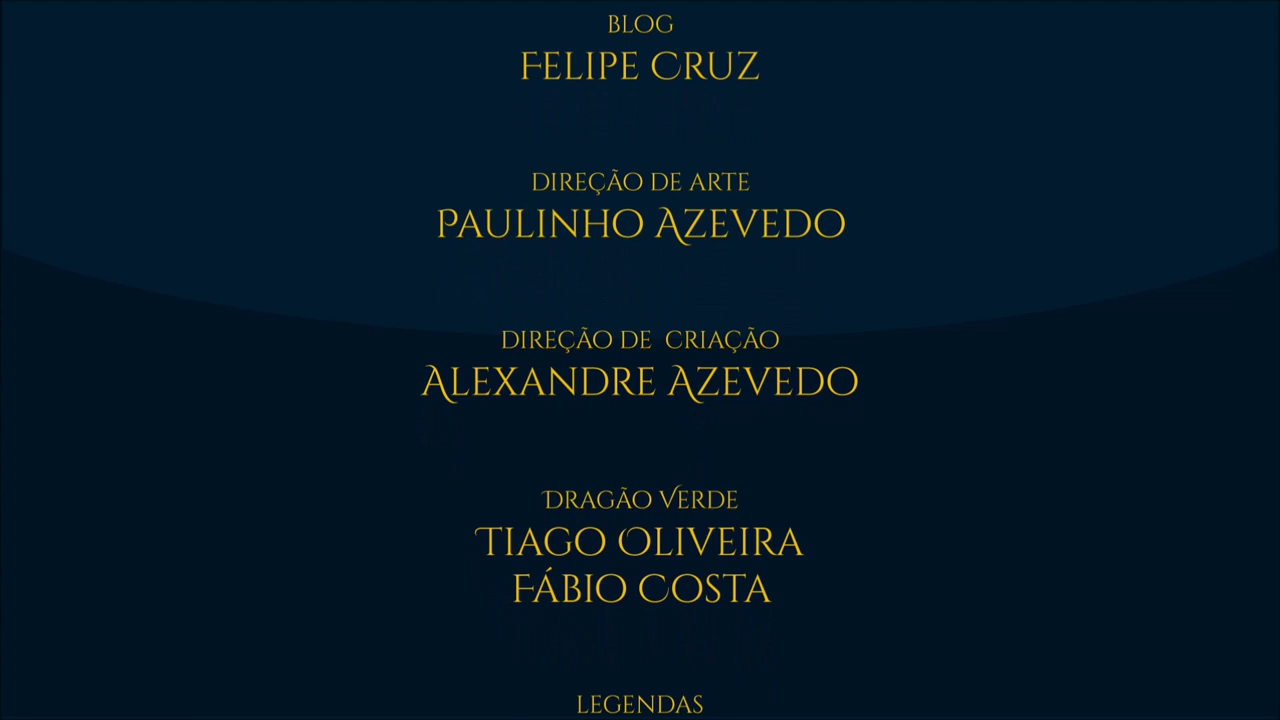 BLOG
FELIPE CRUZ
DIREÇÃO DE ARTE
PAULINHO AZEVEDO
DIREÇÃO DE CRIAÇÃO
ALEXANDRE AZEVEDO
DRAGÃO VERDE
TIAGO OLIVEIRA
FÁBIO COSTA
LEGENDAS